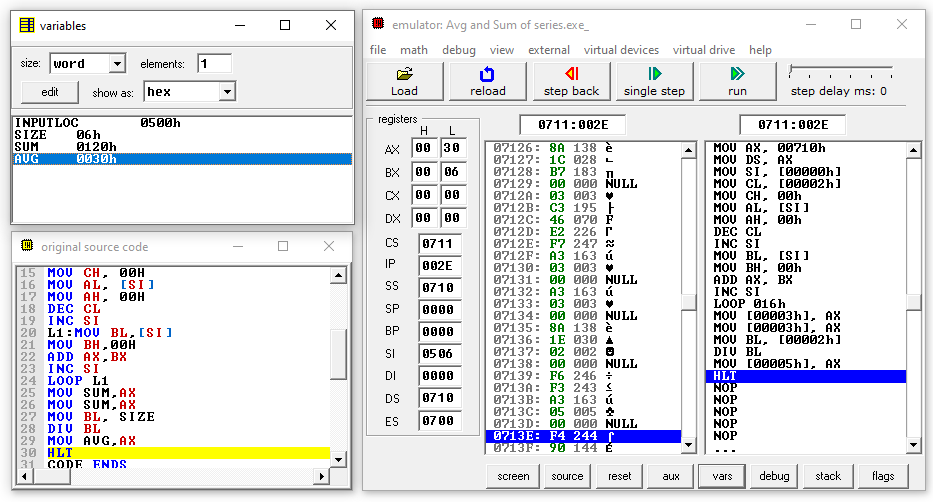 variables
size: word elements: 1
edit show as: hex
INPUTLOC 0500h
SIZE 06h
SUM 0120h
AVG 0030h
original source code
15 MOV CH, 00H
16 MOV AL, [SI]
17 MOV AH, 00H
18 DEC CL
19 INC SI
20 L1:MOV BL,[SI]
21 MOV BH,00H
22 ADD AX,BX
23 INC SI
24 LOOP L1
25 MOV SUM,AX
26 MOV SUM,AX
27 MOV BL, SIZE
28 DIV BL
29 MOV AVG,AX
30 HLT
31 CODE ENDS
emulator: Avg and Sum of series.exe_
file math debug view external virtual devices virtual drive help
Load reload step back single step run step delay ms: 0
registers
H L
AX 00 30
BX 00 06
CX 00 00
DX 00 00
CS 0711
IP 002E
SS 0710
SP 0000
BP 0000
SI 0506
DI 0000
DS 0710
ES 0700
0711:002E
07126: 8A 138 è
07127: 1C 028 ∟
07128: B7 183 ╖
07129: 00 000 NULL
0712A: 03 003 ♥
0712B: C3 195 ├
0712C: 46 070 F
0712D: E2 226 Γ
0712E: F7 247 ≈
0712F: A3 163 ú
07130: 03 003 ♥
07131: 00 000 NULL
07132: A3 163 ú
07133: 03 003 ♥
07134: 00 000 NULL
07135: 8A 138 è
07136: 1E 030 ▲
07137: 02 002 ☻
07138: 00 000 NULL
07139: F6 246 ÷
0713A: F3 243 ≤
0713B: A3 163 ú
0713C: 05 005 ♣
0713D: 00 000 NULL
0713E: F4 244 ⌠
0713F: 90 144 É
0711:002E
MOV AX, 00710h
MOV DS, AX
MOV SI, [00000h]
MOV CL, [00002h]
MOV CH, 00h
MOV AL, [SI]
MOV AH, 00h
DEC CL
INC SI
MOV BL, [SI]
MOV BH, 00h
ADD AX, BX
INC SI
LOOP 016h
MOV [00003h], AX
MOV [00003h], AX
MOV BL, [00002h]
DIV BL
MOV [00005h], AX
HLT
NOP
NOP
NOP
NOP
NOP
...
screen source reset aux vars debug stack flags